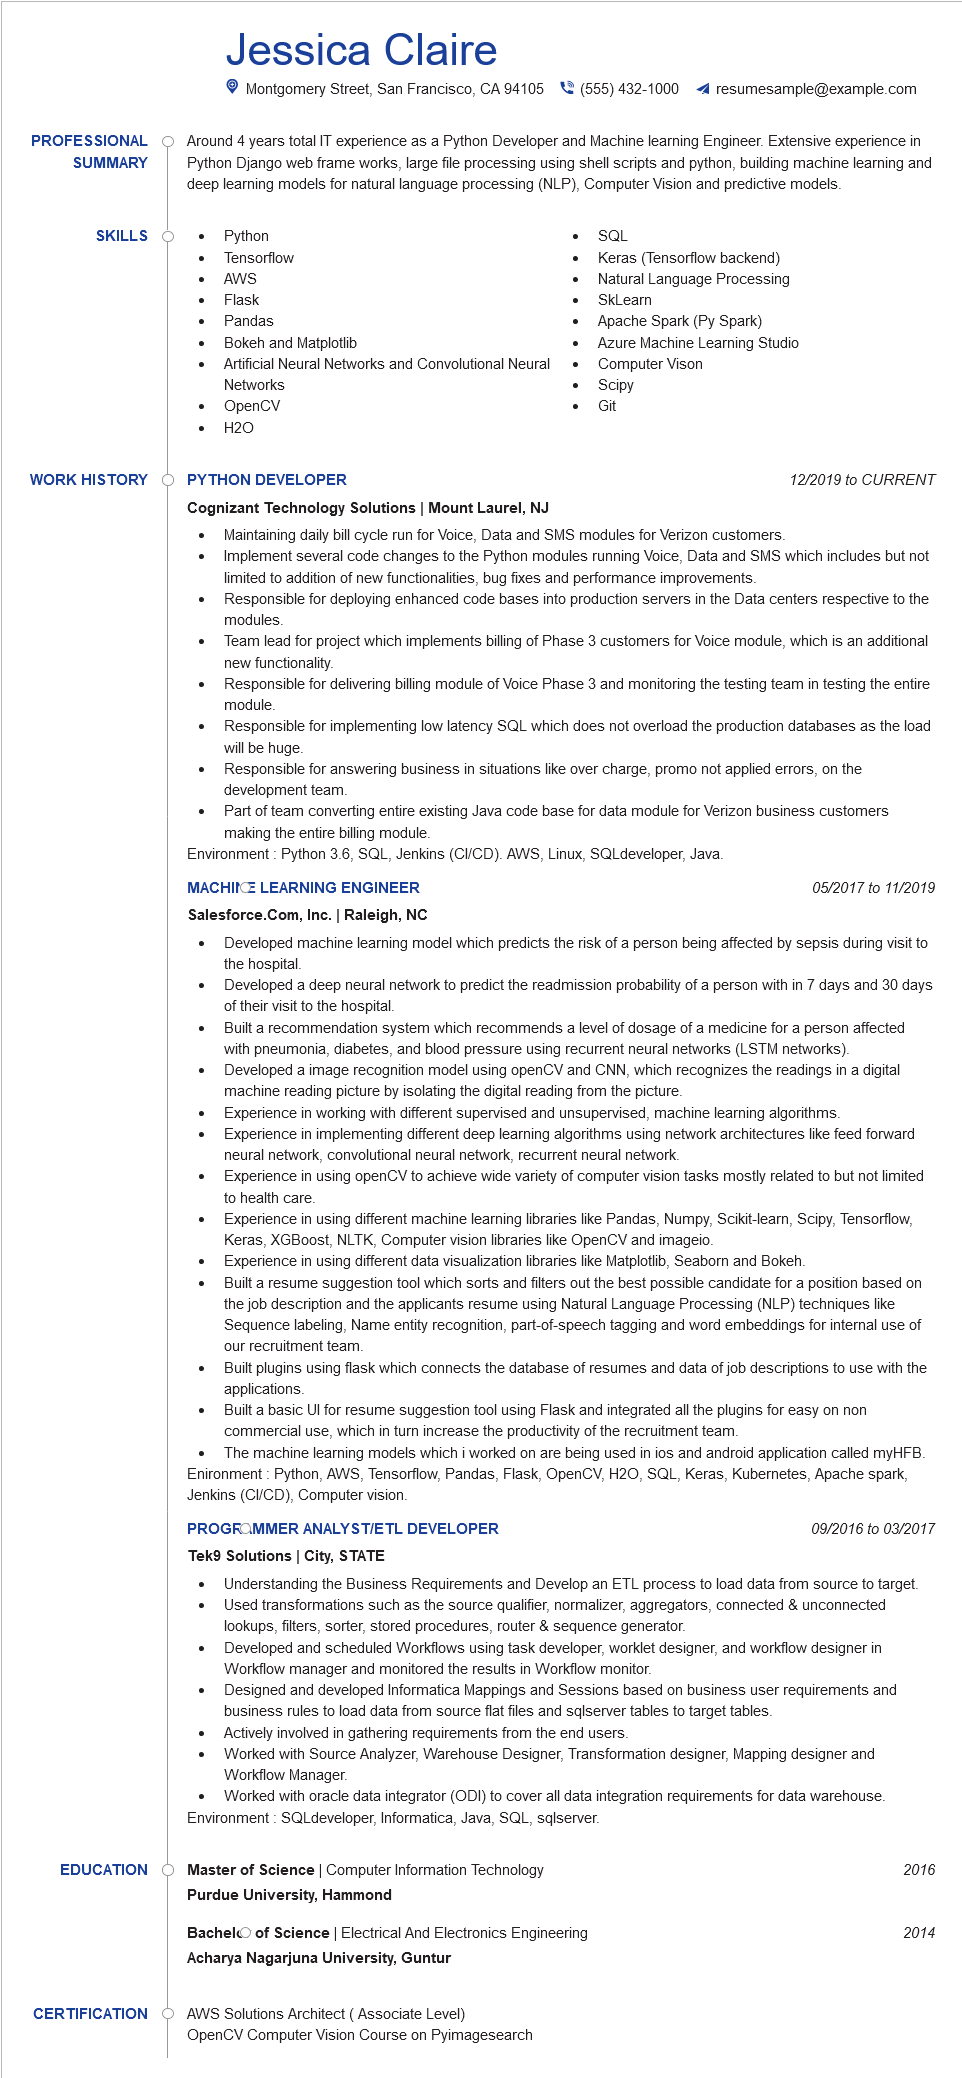 Jessica Claire
Montgomery Street, San Francisco, CA 94105 (555) 432-1000 resumesample@example.com
PROFESSIONAL SUMMARY
Around 4 years total IT experience as a Python Developer and Machine learning Engineer. Extensive experience in
Python Django web frame works, large file processing using shell scripts and python, building machine learning and
deep learning models for natural language processing (NLP), Computer Vision and predictive models.
SKILLS
Python
Tensorflow
AWS
Flask
Pandas
Bokeh and Matplotlib
Artificial Neural Networks and Convolutional Neural
Networks
OpenCV
H2O
SQL
Keras (Tensorflow backend)
Natural Language Processing
SkLearn
Apache Spark (Py Spark)
Azure Machine Learning Studio
Computer Vison
Scipy
Git
WORK HISTORY
PYTHON DEVELOPER 12/2019 to CURRENT
Cognizant Technology Solutions | Mount Laurel, NJ
Maintaining daily bill cycle run for Voice, Data and SMS modules for Verizon customers.
Implement several code changes to the Python modules running Voice, Data and SMS which includes but not
limited to addition of new functionalities, bug fixes and performance improvements.
Responsible for deploying enhanced code bases into production servers in the Data centers respective to the
modules.
Team lead for project which implements billing of Phase 3 customers for Voice module, which is an additional
new functionality.
Responsible for delivering billing module of Voice Phase 3 and monitoring the testing team in testing the entire
module.
Responsible for implementing low latency SQL which does not overload the production databases as the load
will be huge.
Responsible for answering business in situations like over charge, promo not applied errors, on the
development team.
Part of team converting entire existing Java code base for data module for Verizon business customers
making the entire billing module.
Environment : Python 3.6, SQL, Jenkins (CI/CD). AWS, Linux, SQLdeveloper, Java.
MACHINE LEARNING ENGINEER 05/2017 to 11/2019
Salesforce.Com, Inc. | Raleigh, NC
Developed machine learning model which predicts the risk of a person being affected by sepsis during visit to
the hospital.
Developed a deep neural network to predict the readmission probability of a person with in 7 days and 30 days
of their visit to the hospital.
Built a recommendation system which recommends a level of dosage of a medicine for a person affected
with pneumonia, diabetes, and blood pressure using recurrent neural networks (LSTM networks).
Developed a image recognition model using openCV and CNN, which recognizes the readings in a digital
machine reading picture by isolating the digital reading from the picture.
Experience in working with different supervised and unsupervised, machine learning algorithms.
Experience in implementing different deep learning algorithms using network architectures like feed forward
neural network, convolutional neural network, recurrent neural network.
Experience in using openCV to achieve wide variety of computer vision tasks mostly related to but not limited
to health care.
Experience in using different machine learning libraries like Pandas, Numpy, Scikit-learn, Scipy, Tensorflow,
Keras, XGBoost, NLTK, Computer vision libraries like OpenCV and imageio.
Experience in using different data visualization libraries like Matplotlib, Seaborn and Bokeh.
Built a resume suggestion tool which sorts and filters out the best possible candidate for a position based on
the job description and the applicants resume using Natural Language Processing (NLP) techniques like
Sequence labeling, Name entity recognition, part-of-speech tagging and word embeddings for internal use of
our recruitment team.
Built plugins using flask which connects the database of resumes and data of job descriptions to use with the
applications.
Built a basic UI for resume suggestion tool using Flask and integrated all the plugins for easy on non
commercial use, which in turn increase the productivity of the recruitment team.
The machine learning models which i worked on are being used in ios and android application called myHFB.
Enironment : Python, AWS, Tensorflow, Pandas, Flask, OpenCV, H2O, SQL, Keras, Kubernetes, Apache spark,
Jenkins (CI/CD), Computer vision.
PROGRAMMER ANALYST/ETL DEVELOPER 09/2016 to 03/2017
Tek9 Solutions | City, STATE
Understanding the Business Requirements and Develop an ETL process to load data from source to target.
Used transformations such as the source qualifier, normalizer, aggregators, connected & unconnected
lookups, filters, sorter, stored procedures, router & sequence generator.
Developed and scheduled Workflows using task developer, worklet designer, and workflow designer in
Workflow manager and monitored the results in Workflow monitor.
Designed and developed Informatica Mappings and Sessions based on business user requirements and
business rules to load data from source flat files and sqlserver tables to target tables.
Actively involved in gathering requirements from the end users.
Worked with Source Analyzer, Warehouse Designer, Transformation designer, Mapping designer and
Workflow Manager.
Worked with oracle data integrator (ODI) to cover all data integration requirements for data warehouse.
Environment : SQLdeveloper, Informatica, Java, SQL, sqlserver.
EDUCATION
Master of Science | Computer Information Technology 2016
Purdue University, Hammond
Bachelor of Science | Electrical And Electronics Engineering 2014
Acharya Nagarjuna University, Guntur
CERTIFICATION
AWS Solutions Architect ( Associate Level)
OpenCV Computer Vision Course on Pyimagesearch